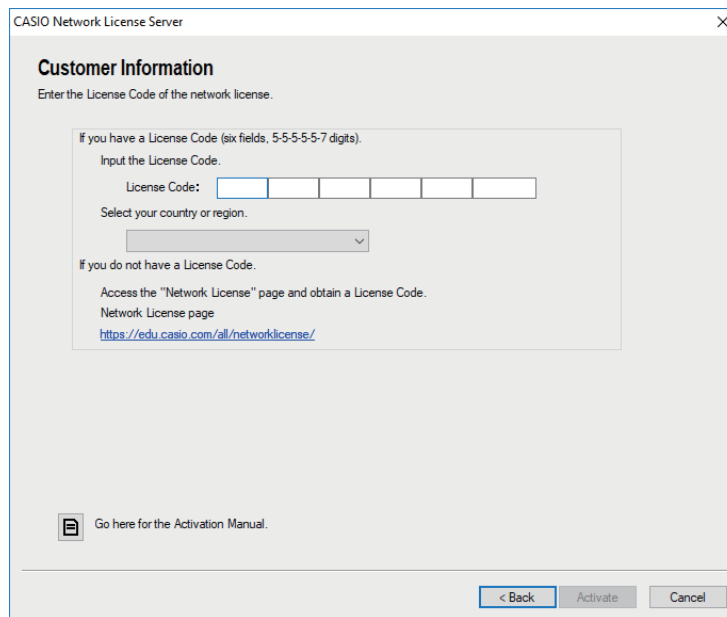 CASIO Network License Server
Customer Information
Enter the License Code of the network license.
If you have a License Code (six fields, 5-5-5-5-5-7 digits).
Input the License Code.
License Code:
Select your country or region.
If you do not have a License Code.
Access the "Network License" page and obtain a License Code.
Network License page
https://edu.casio.com/all/networklicense/
Go here for the Activation Manual.
< Back Activate Cancel